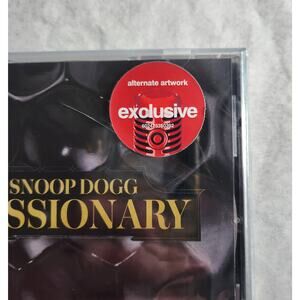 alternate artwork
exclusive
SNOOP DOGG
SSIONARY